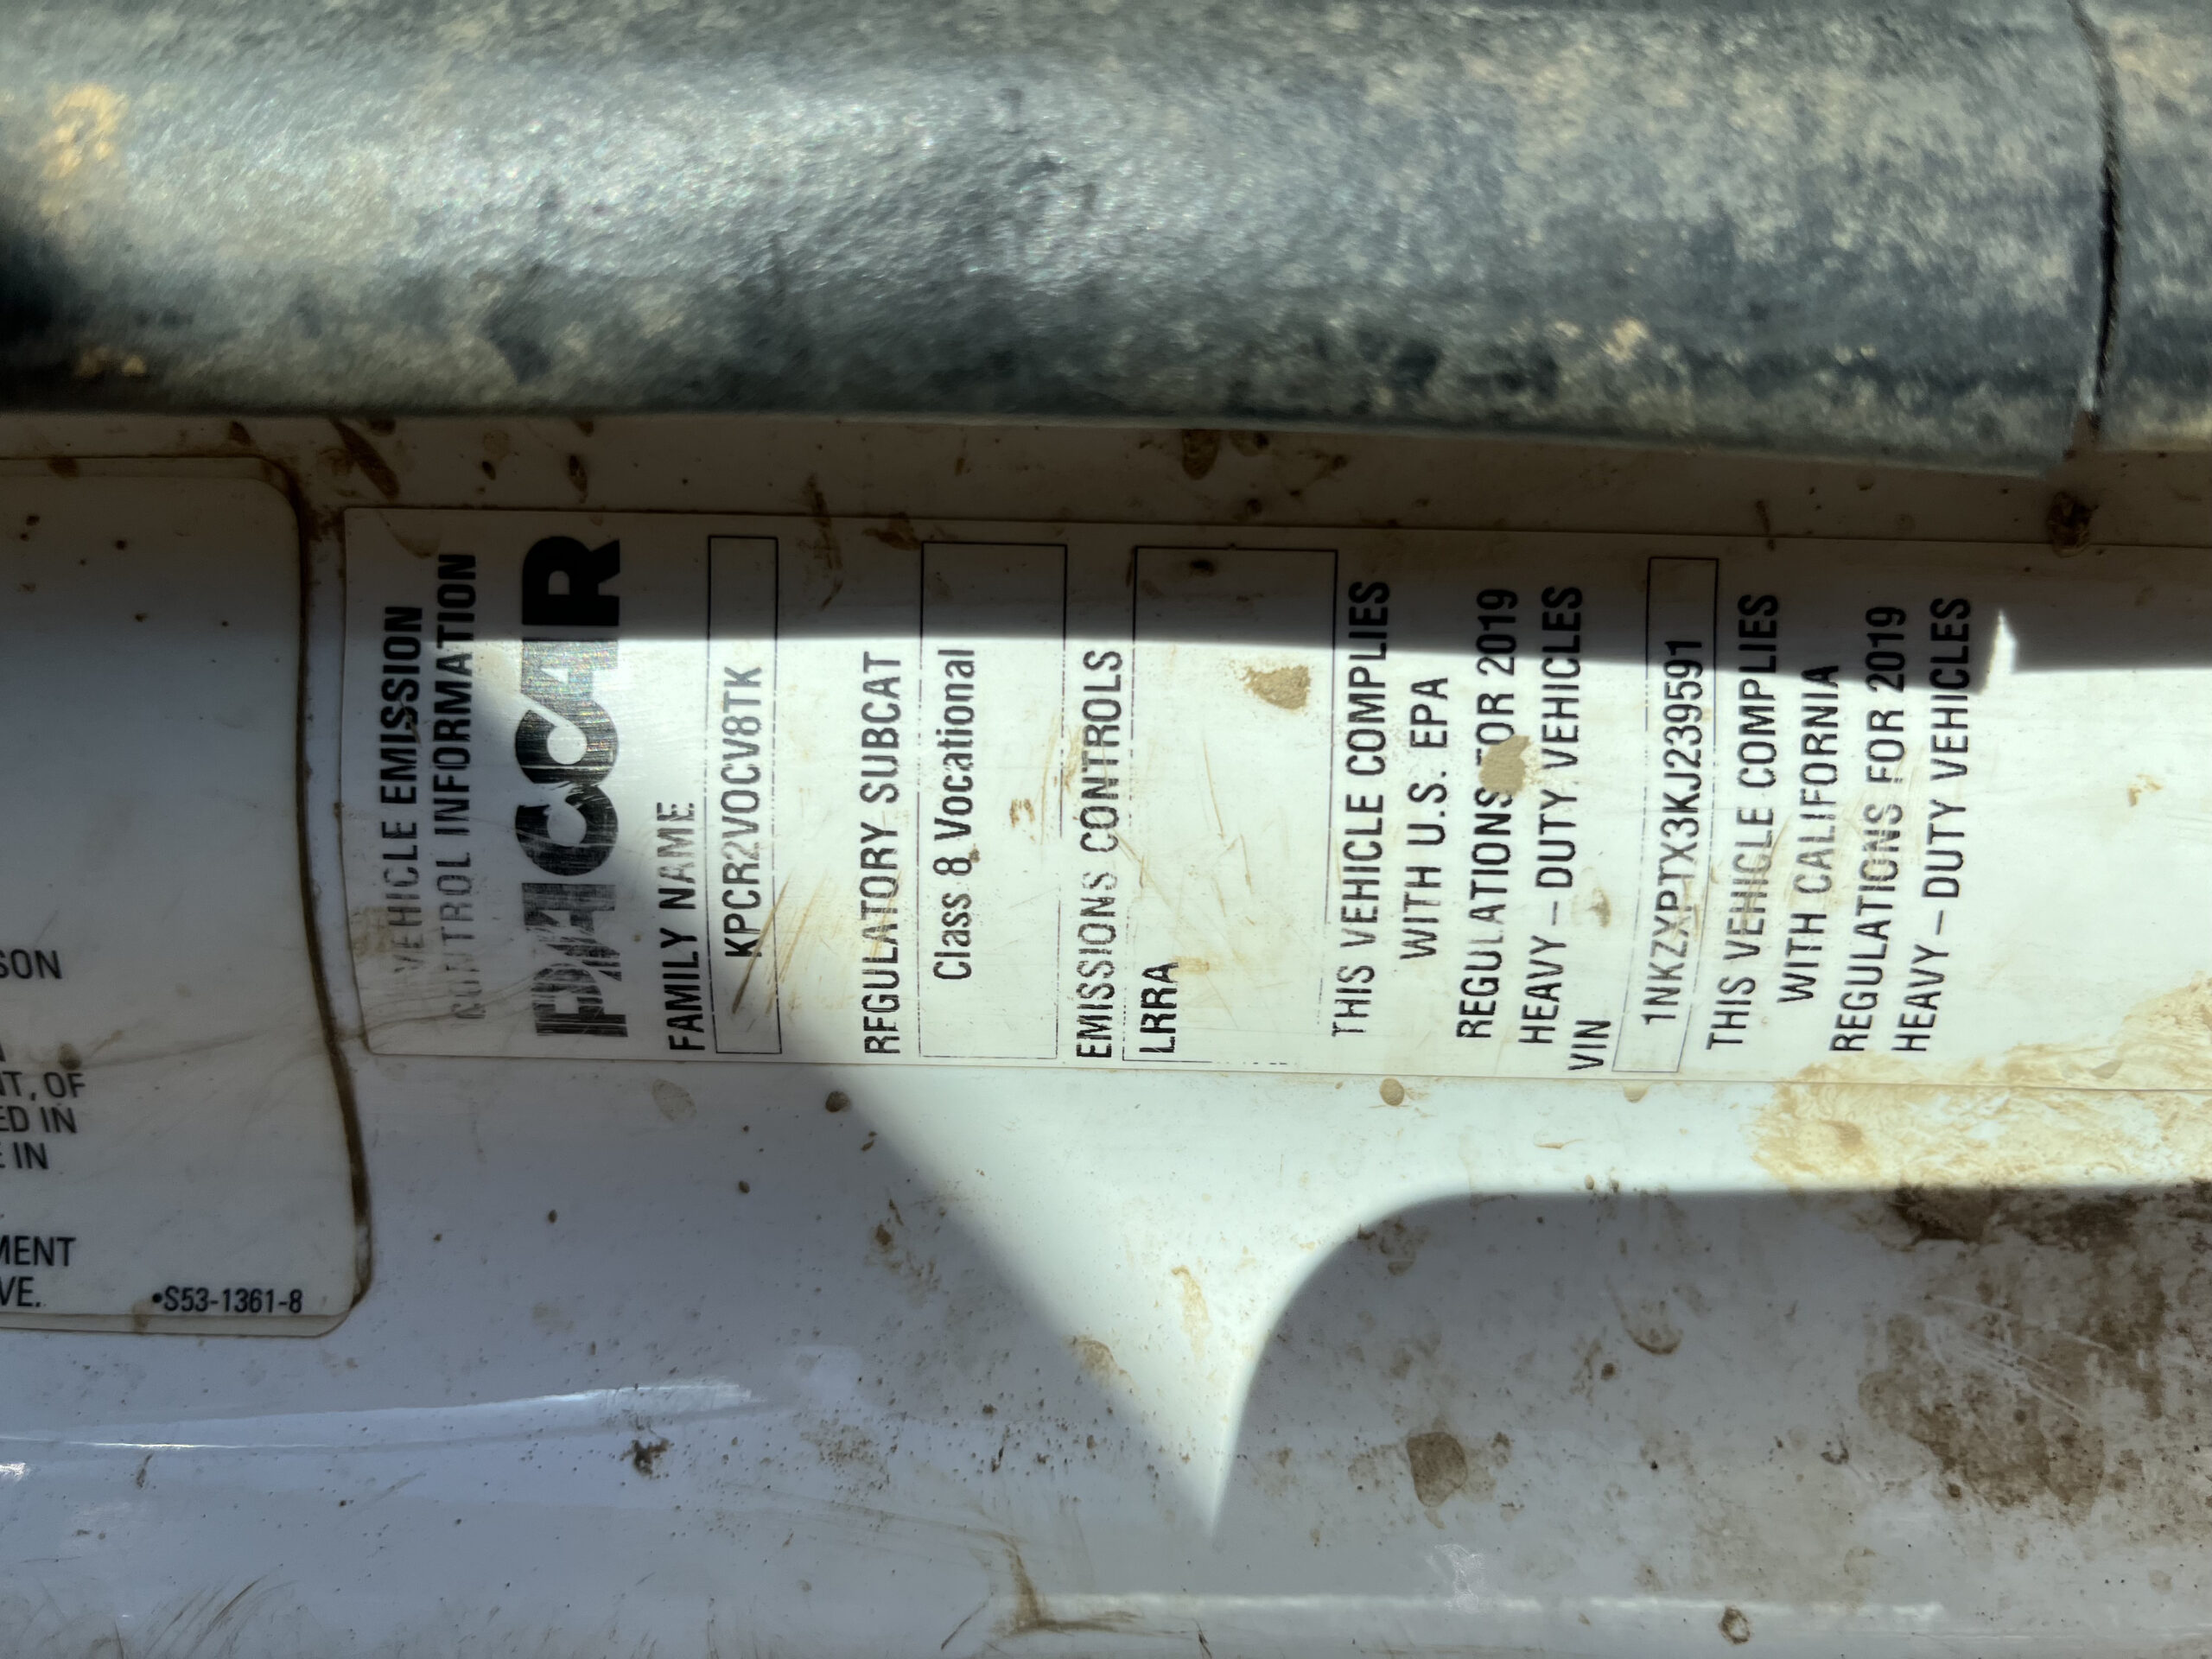 VEHICLE EMISSION
CONTROL INFORMATION
PACCAR
FAMILY NAME
KPCR2VOCV8TK
REGULATORY SUBCAT
Class 8 Vocational
EMISSIONS CONTROLS
LRRA
THIS VEHICLE COMPLIES
WITH U.S. EPA
REGULATIONS FOR 2019
HEAVY – DUTY VEHICLES
VIN
1NKZXPTX3KJ239591
THIS VEHICLE COMPLIES
WITH CALIFORNIA
REGULATIONS FOR 2019
HEAVY – DUTY VEHICLES
SON
NT, OF
ED IN
E IN
MENT
VE.
•S53-1361-8